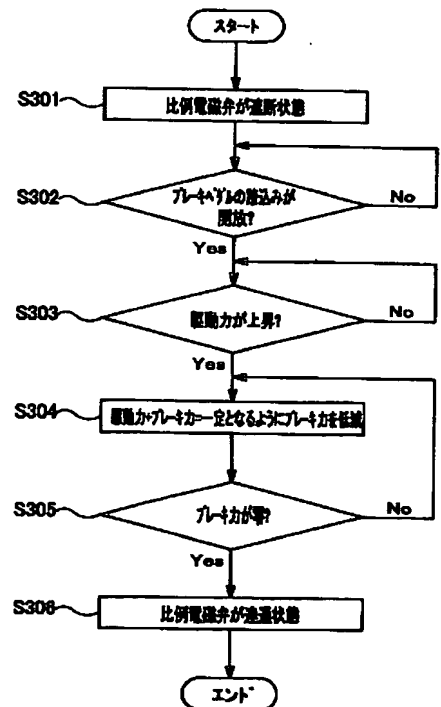 スタート
S301
比例電磁弁が遮断状態
S302
ブレーキペダルの踏込みが
開放?
No
Yes
S303
駆動力が上昇?
No
Yes
S304
駆動力+ブレーキ力=一定となるようにブレーキ力を低減
S305
ブレーキ力が零?
No
Yes
S306
比例電磁弁が連通状態
エンド